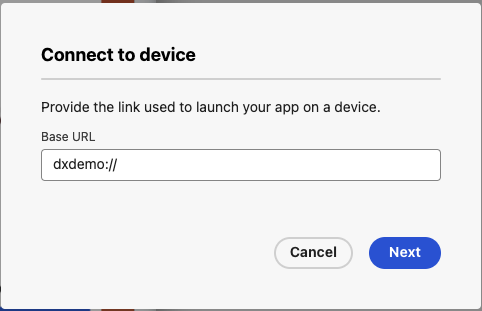 Connect to device
Provide the link used to launch your app on a device.
Base URL
dxdemo://
Cancel
Next